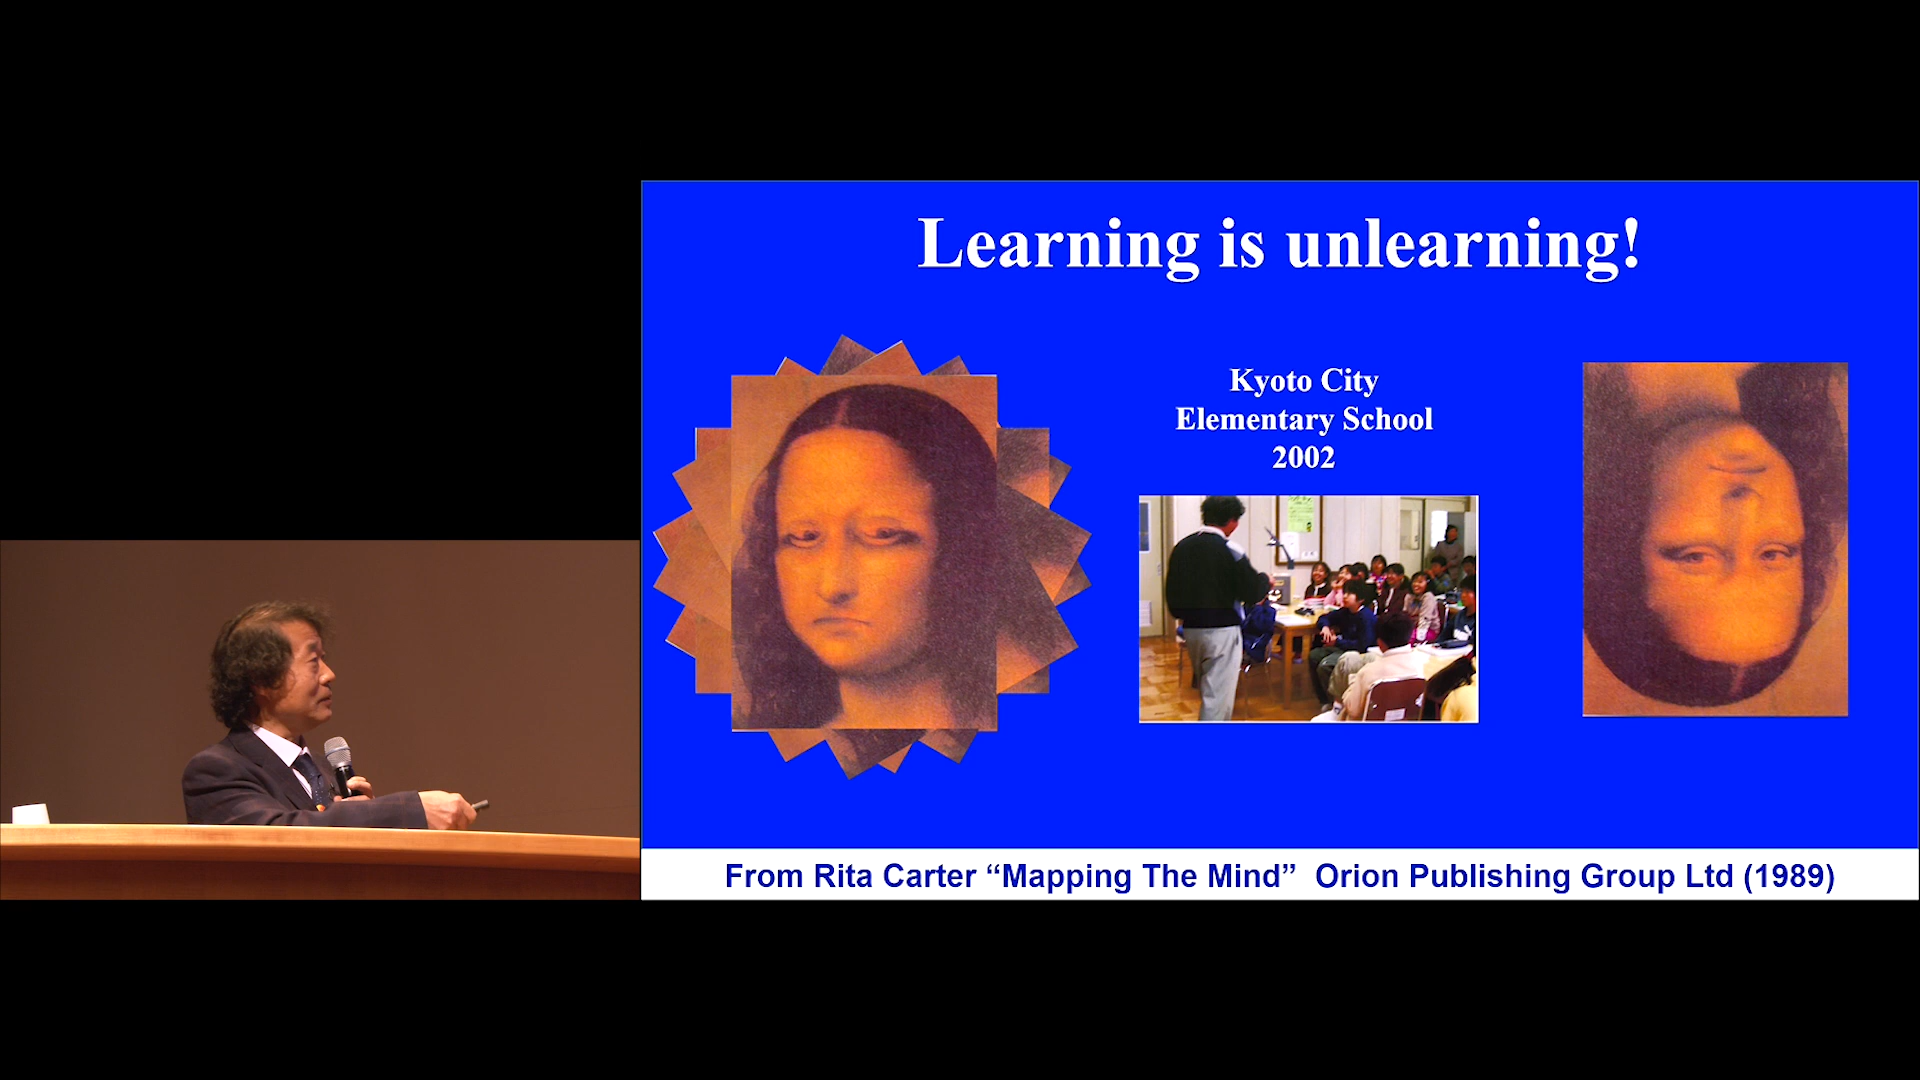 Learning is unlearning!
Kyoto City
Elementary School
2002
From Rita Carter “Mapping The Mind” Orion Publishing Group Ltd (1989)